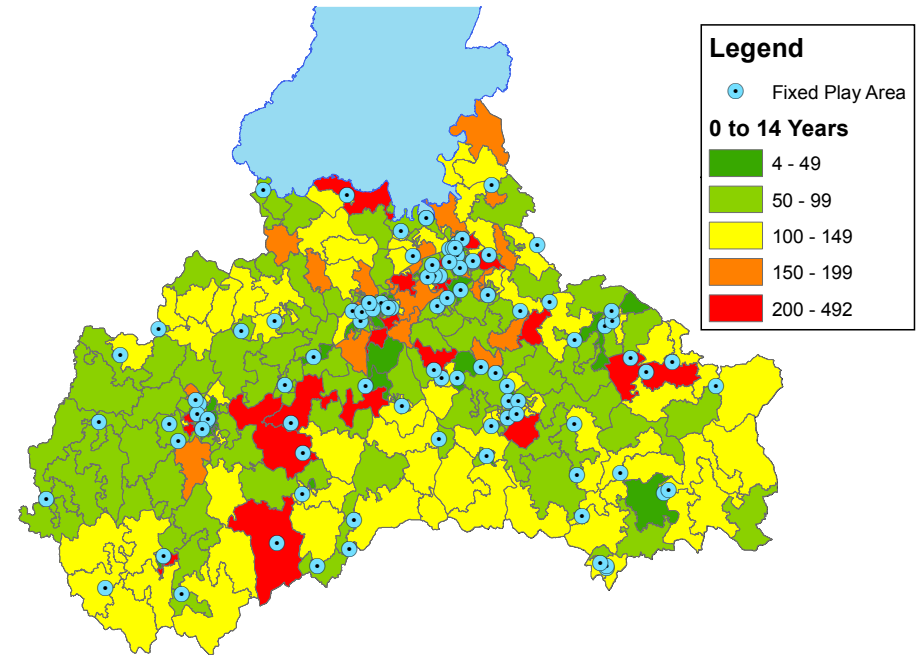 Legend
Fixed Play Area
0 to 14 Years
4 - 49
50 - 99
100 - 149
150 - 199
200 - 492